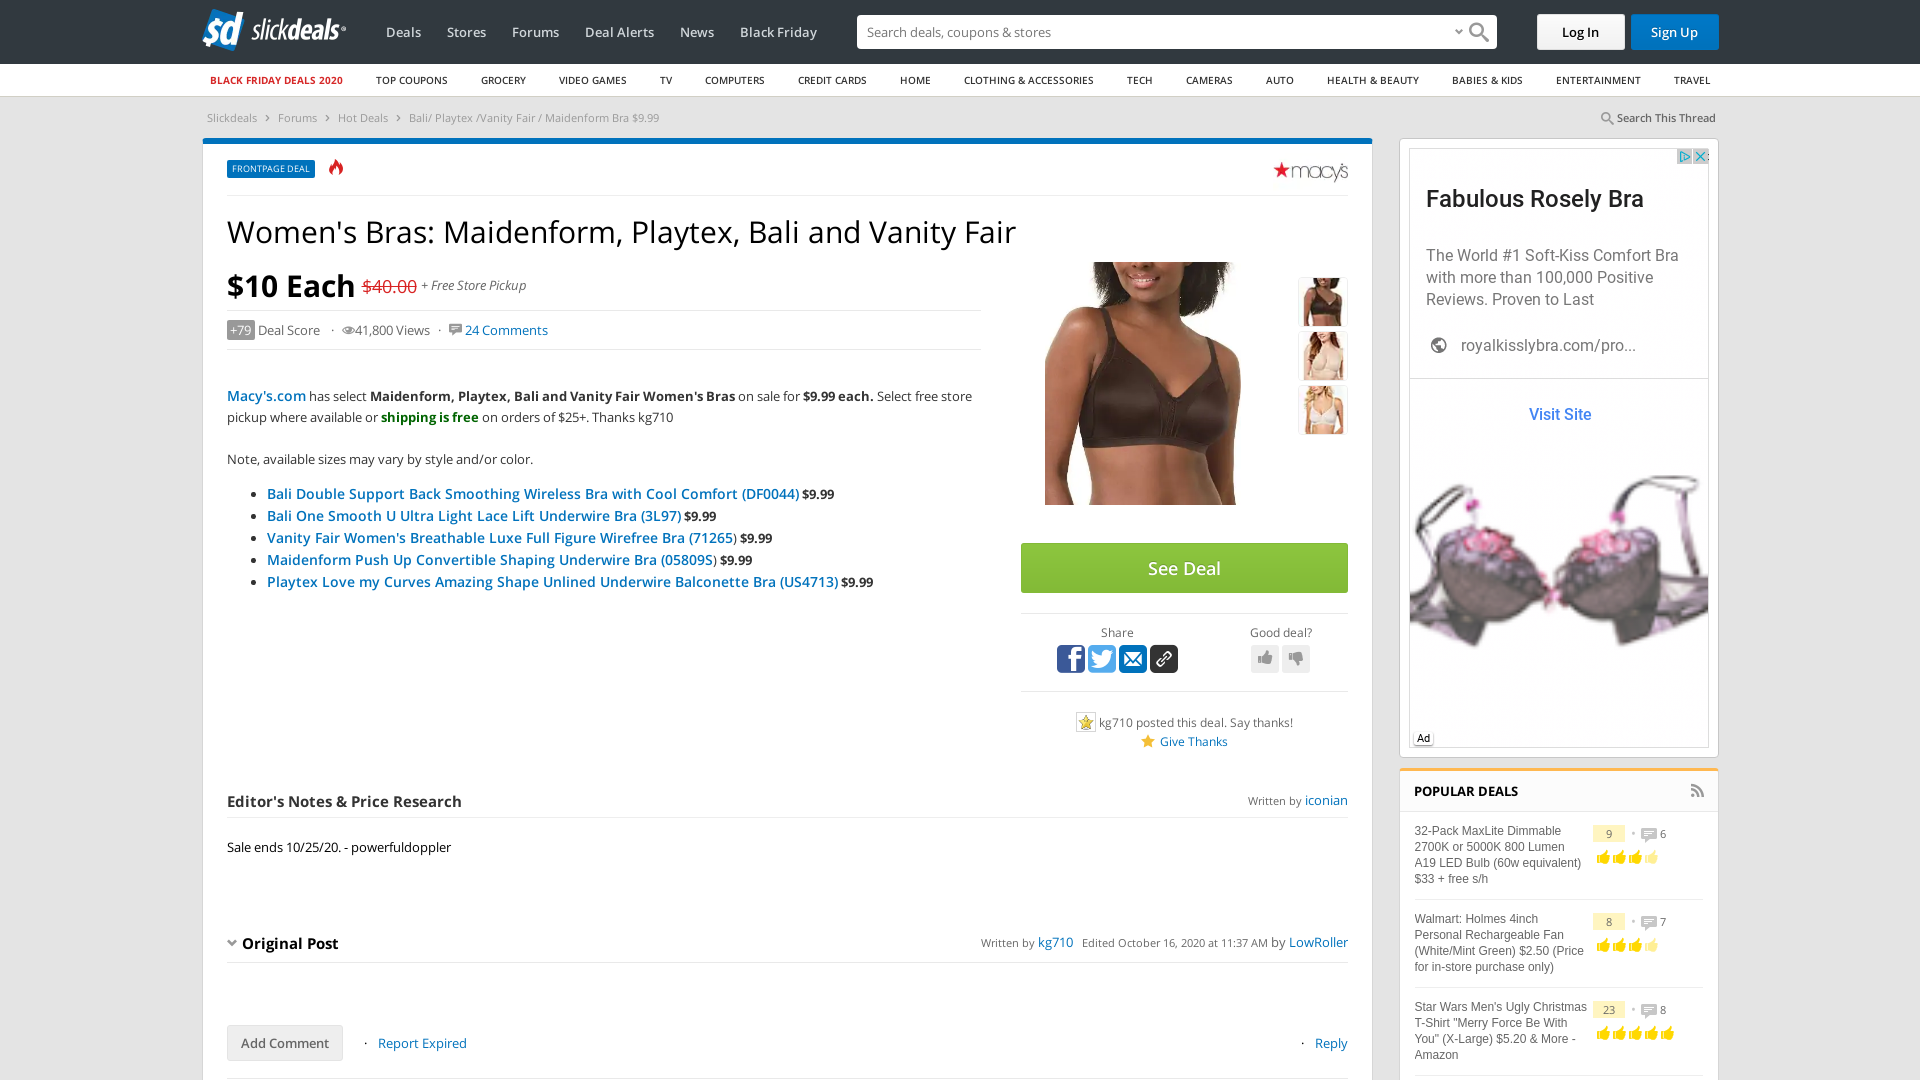 slickdeals
Deals Stores Forums Deal Alerts News Black Friday
Search deals, coupons & shopping
Log In Sign Up
BLACK FRIDAY DEALS 2020 TOP COUPONS GROCERY VIDEO GAMES TV COMPUTERS CREDIT CARDS HOME CLOTHING & ACCESSORIES TECH CAMERAS AUTO HEALTH & BEAUTY BABIES & KIDS ENTERTAINMENT TRAVEL
Slickdeals > Forums > Hot Deals > Bali/ Playtex /Vanity Fair / Maidenform Bra $9.99
Search This Thread
FRONTPAGE DEAL
macy's
Women's Bras: Maidenform, Playtex, Bali and Vanity Fair
$10 Each $40.00 + Free Store Pickup
+79 Deal Score · 41,800 Views · 24 Comments
Macy's.com has select Maidenform, Playtex, Bali and Vanity Fair Women's Bras on sale for $9.99 each. Select free store
pickup where available or shipping is free on orders of $25+. Thanks kg710
Note, available sizes may vary by style and/or color.
Bali Double Support Back Smoothing Wireless Bra with Cool Comfort (DF0044) $9.99
Bali One Smooth U Ultra Light Lace Lift Underwire Bra (3L97) $9.99
Vanity Fair Women's Breathable Luxe Full Figure Wirefree Bra (71265) $9.99
Maidenform Push Up Convertible Shaping Underwire Bra (05809S) $9.99
Playtex Love my Curves Amazing Shape Unlined Underwire Balconette Bra (US4713) $9.99
See Deal
Share
Good deal?
kg710 posted this deal. Say thanks!
Give Thanks
Editor's Notes & Price Research
Written by iconian
Sale ends 10/25/20. - powerfuldoppler
Original Post
Written by kg710 Edited October 16, 2020 at 11:37 AM by LowRoller
Add Comment · Report Expired
· Reply
Fabulous Rosely Bra
The World #1 Soft-Kiss Comfort Bra
with more than 100,000 Positive
Reviews. Proven to Last
royalkisslybra.com/pro...
Visit Site
Ad
POPULAR DEALS
32-Pack MaxLite Dimmable
2700K or 5000K 800 Lumen
A19 LED Bulb (60w equivalent)
$33 + free s/h
9 · 6
Walmart: Holmes 4inch
Personal Rechargeable Fan
(White/Mint Green) $2.50 (Price
for in-store purchase only)
8 · 7
Star Wars Men's Ugly Christmas
T-Shirt "Merry Force Be With
You" (X-Large) $5.20 & More -
Amazon
23 · 8